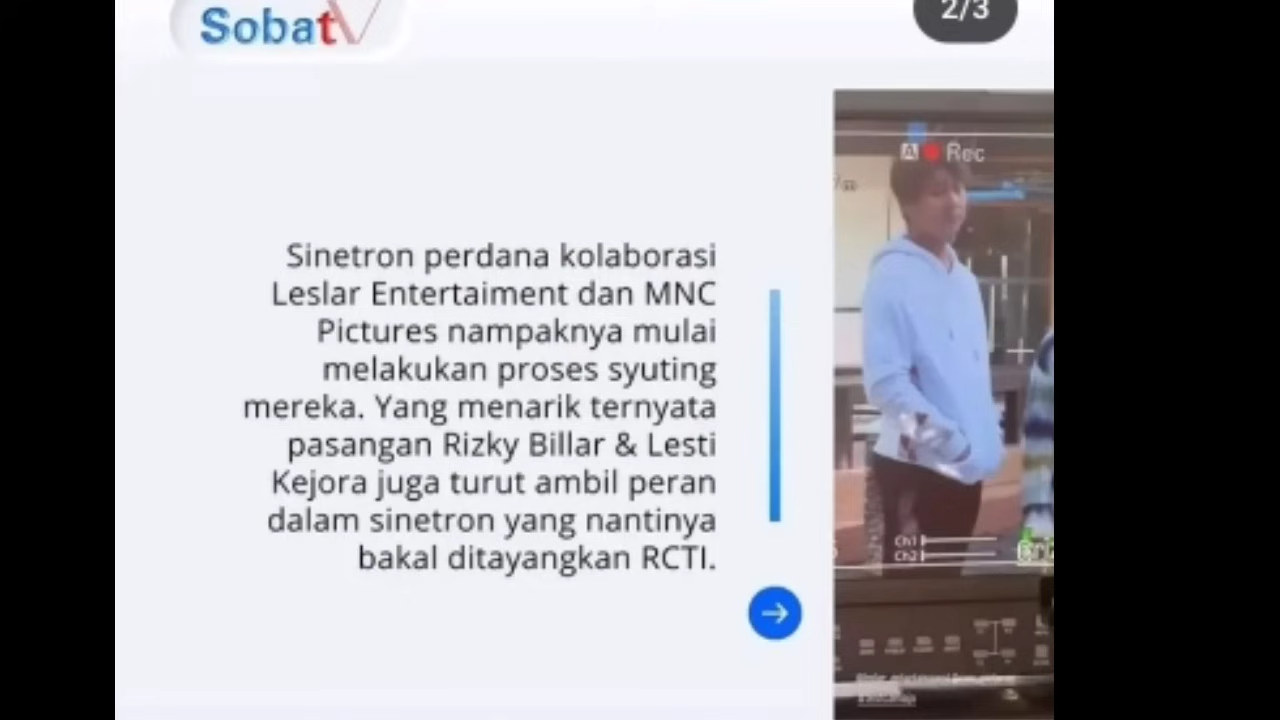 SobatV
2/3
Sinetron perdana kolaborasi
Leslar Entertaiment dan MNC
Pictures nampaknya mulai
melakukan proses syuting
mereka. Yang menarik ternyata
pasangan Rizky Billar & Lesti
Kejora juga turut ambil peran
dalam sinetron yang nantinya
bakal ditayangkan RCTI.
A Rec
Ch1
Ch2